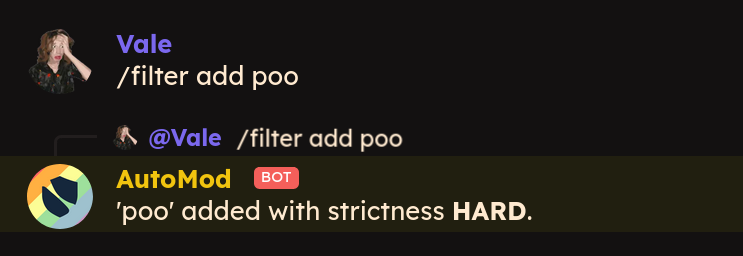 Vale
/filter add poo
@Vale /filter add poo
AutoMod BOT
'poo' added with strictness HARD.